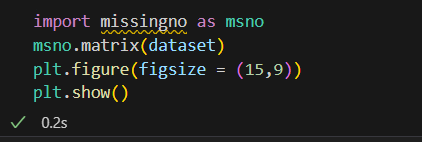 import missingno as msno
msno.matrix(dataset)
plt.figure(figsize = (15,9))
plt.show()
0.2s